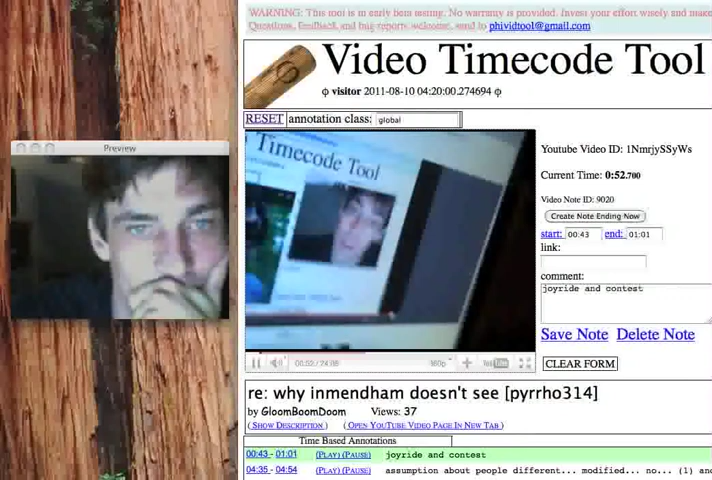 WARNING: This tool is in early beta testing. No warranty is provided. Invest your effort wisely and make
Questions, feedback, and bug reports welcome, send to phividtool@gmail.com
Video Timecode Tool
φ visitor 2011-08-10 04:20:00.274694 φ
RESET annotation class: global
Preview
Timecode Tool
Youtube Video ID: 1NmrjySSyWs
Current Time: 0:52.700
Video Note ID: 9020
Create Note Ending Now
start: 00:43 end: 01:01
link:
comment:
joyride and contest
Save Note Delete Note
CLEAR FORM
You Tube
re: why inmendham doesn't see [pyrrho314]
by GloomBoomDoom Views: 37
( SHOW DESCRIPTION ) ( OPEN YOUTUBE VIDEO PAGE IN NEW TAB )
Time Based Annotations
00:43 - 01:01 (PLAY) (PAUSE) joyride and contest
04:35 - 04:54 (PLAY) (PAUSE) assumption about people different... modified... no... (1) an